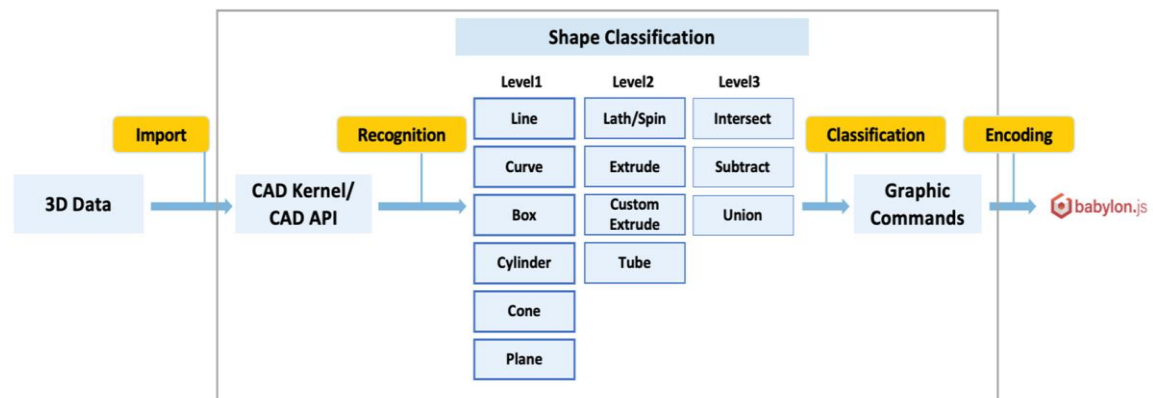 Shape Classification
Level1
Level2
Level3
Import
Recognition
Line
Lath/Spin
Intersect
Classification
Encoding
Curve
Extrude
Subtract
3D Data
CAD Kernel/
CAD API
Box
Custom
Extrude
Union
Graphic
Commands
babylon.js
Cylinder
Tube
Cone
Plane